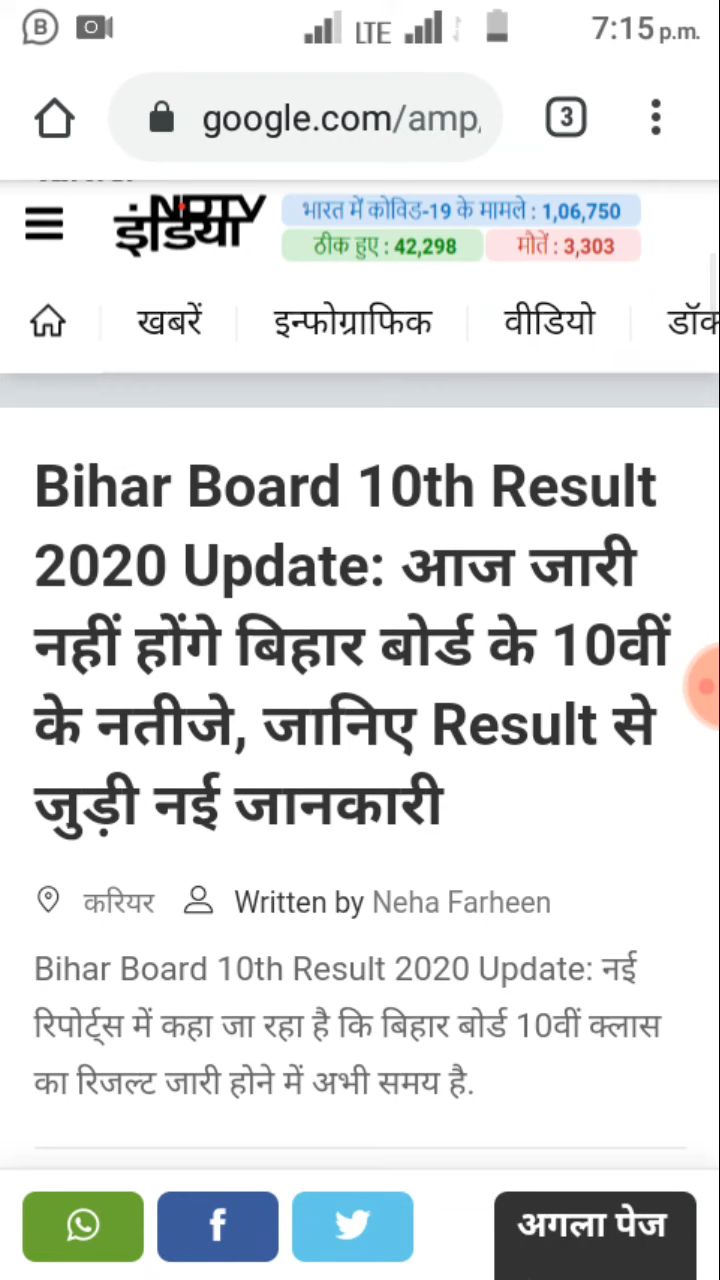 B
LTE
7:15 p.m.
google.com/amp
3
NDTV
इंडिया
भारत में कोविड-19 के मामले : 1,06,750
ठीक हुए : 42,298 मौतें : 3,303
खबरें इन्फोग्राफिक वीडियो
Bihar Board 10th Result
2020 Update: आज जारी
नहीं होंगे बिहार बोर्ड के 10वीं
के नतीजे, जानिए Result से
जुड़ी नई जानकारी
करियर Written by Neha Farheen
Bihar Board 10th Result 2020 Update: नई
रिपोर्ट्स में कहा जा रहा है कि बिहार बोर्ड 10वीं क्लास
का रिजल्ट जारी होने में अभी समय है.
अगला पेज